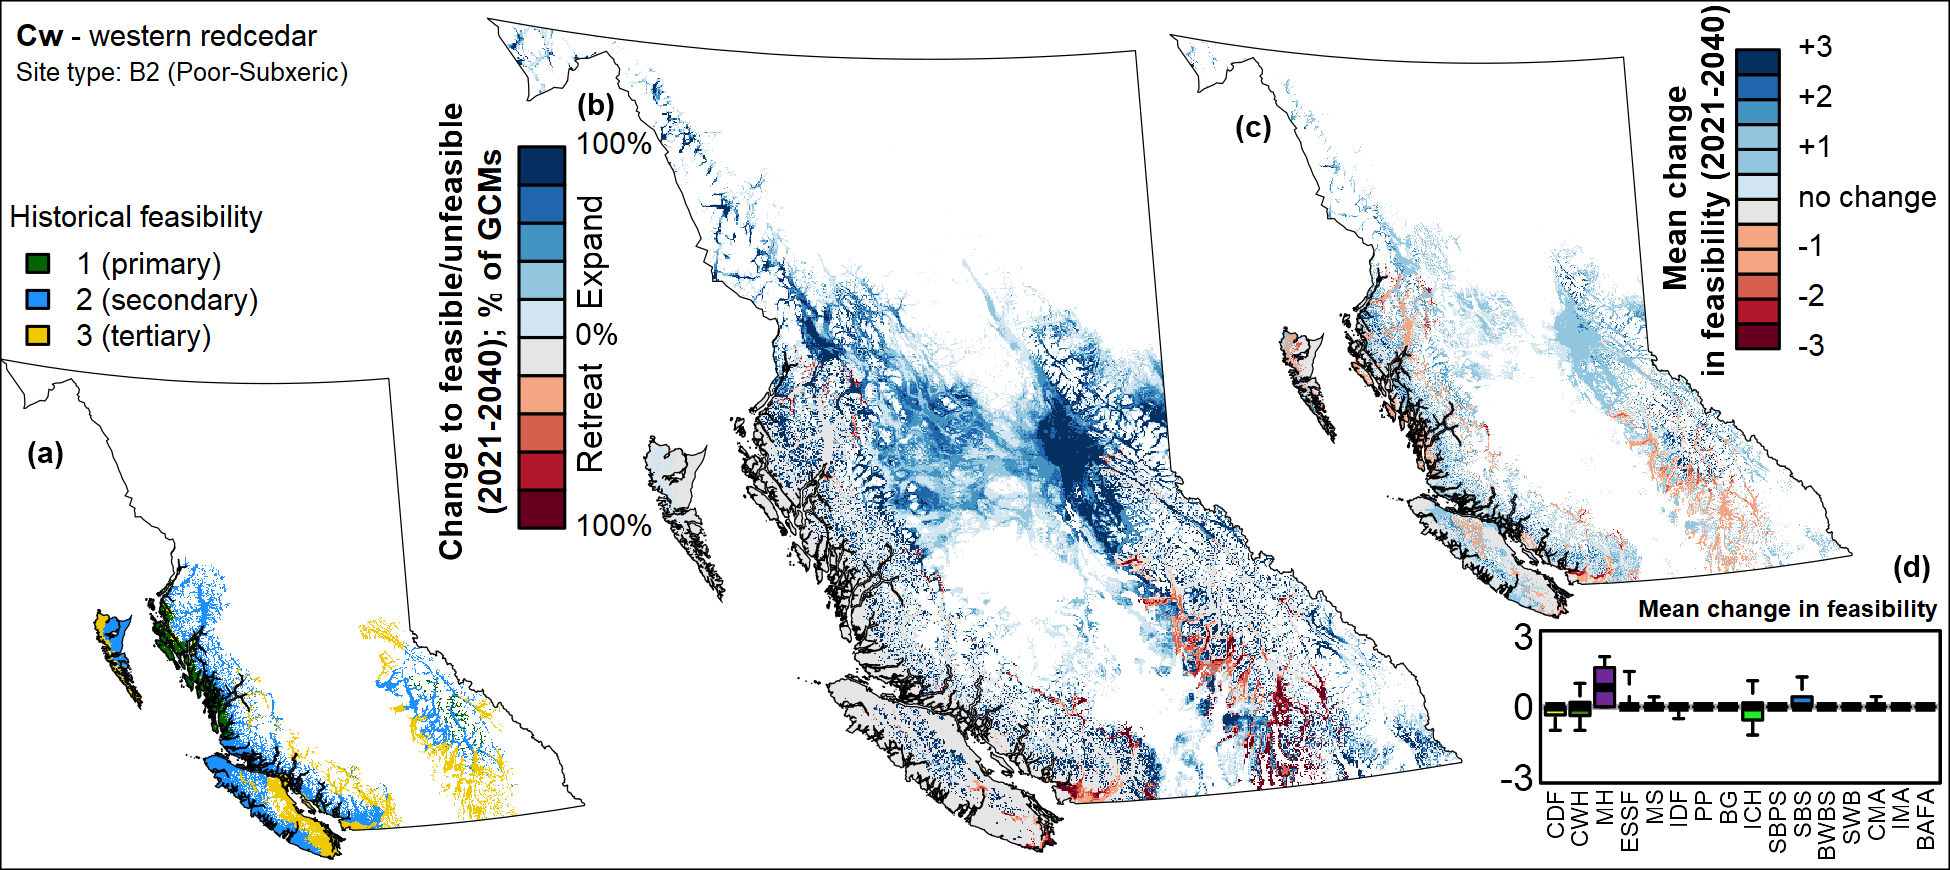 Cw - western redcedar
Site type: B2 (Poor-Subxeric)
Historical feasibility
1 (primary)
2 (secondary)
3 (tertiary)
(a)
(b)
Change to feasible/unfeasible
(2021-2040); % of GCMs
100%
Expand
0%
Retreat
100%
(c)
Mean change
in feasibility (2021-2040)
+3
+2
+1
no change
-1
-2
-3
(d)
Mean change in feasibility
3
0
-3
CDF
CWH
MH
ESSF
MS
IDF
PP
BG
ICH
SBPS
SBS
BWBS
SWB
CMA
IMA
BAFA